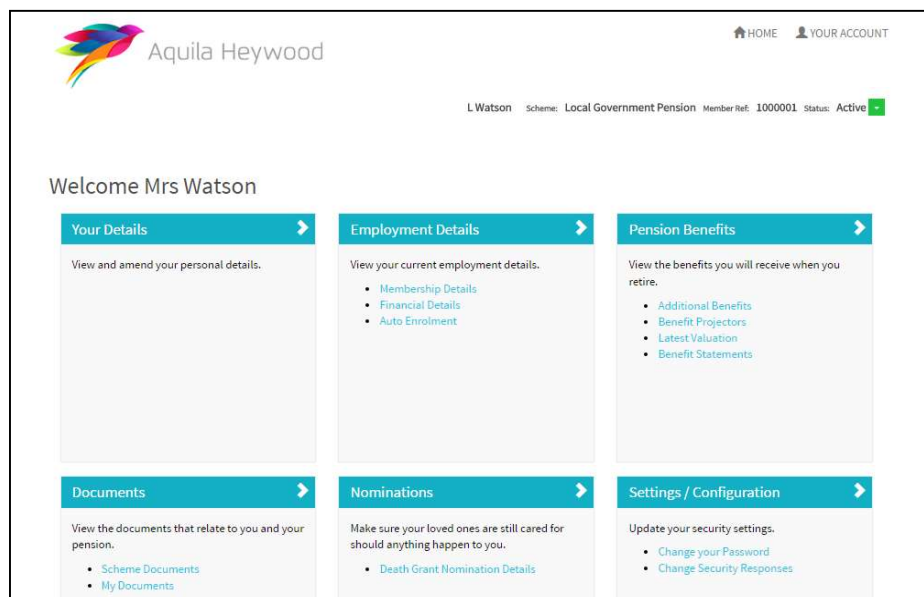 Aquila Heywood
HOME YOUR ACCOUNT
L Watson Scheme: Local Government Pension Member Ref: 1000001 Status: Active
Welcome Mrs Watson
Your Details
View and amend your personal details.
Employment Details
View your current employment details.
Membership Details
Financial Details
Auto Enrolment
Pension Benefits
View the benefits you will receive when you
retire.
Additional Benefits
Benefit Projectors
Latest Valuation
Benefit Statements
Documents
View the documents that relate to you and your
pension.
Scheme Documents
My Documents
Nominations
Make sure your loved ones are still cared for
should anything happen to you.
Death Grant Nomination Details
Settings / Configuration
Update your security settings.
Change your Password
Change Security Responses